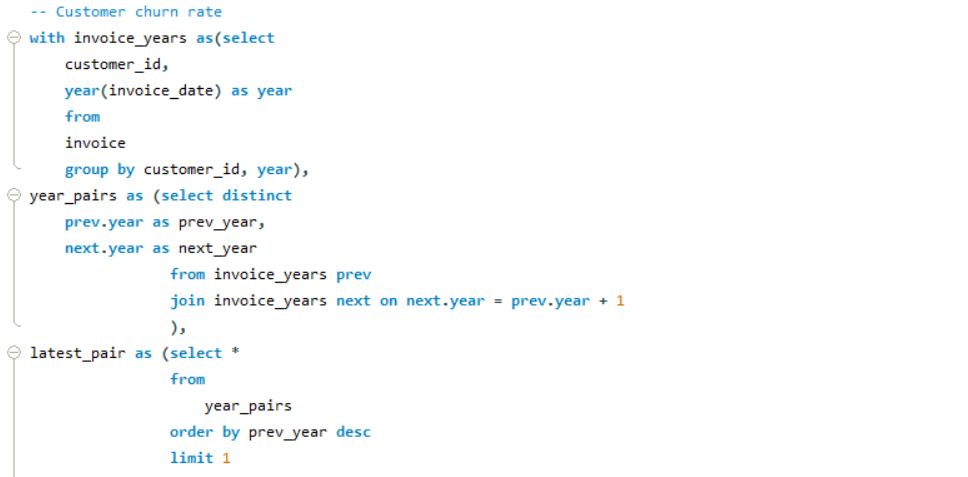 -- Customer churn rate
with invoice_years as(select
customer_id,
year(invoice_date) as year
from
invoice
group by customer_id, year),
year_pairs as (select distinct
prev.year as prev_year,
next.year as next_year
from invoice_years prev
join invoice_years next on next.year = prev.year + 1
),
latest_pair as (select *
from
year_pairs
order by prev_year desc
limit 1